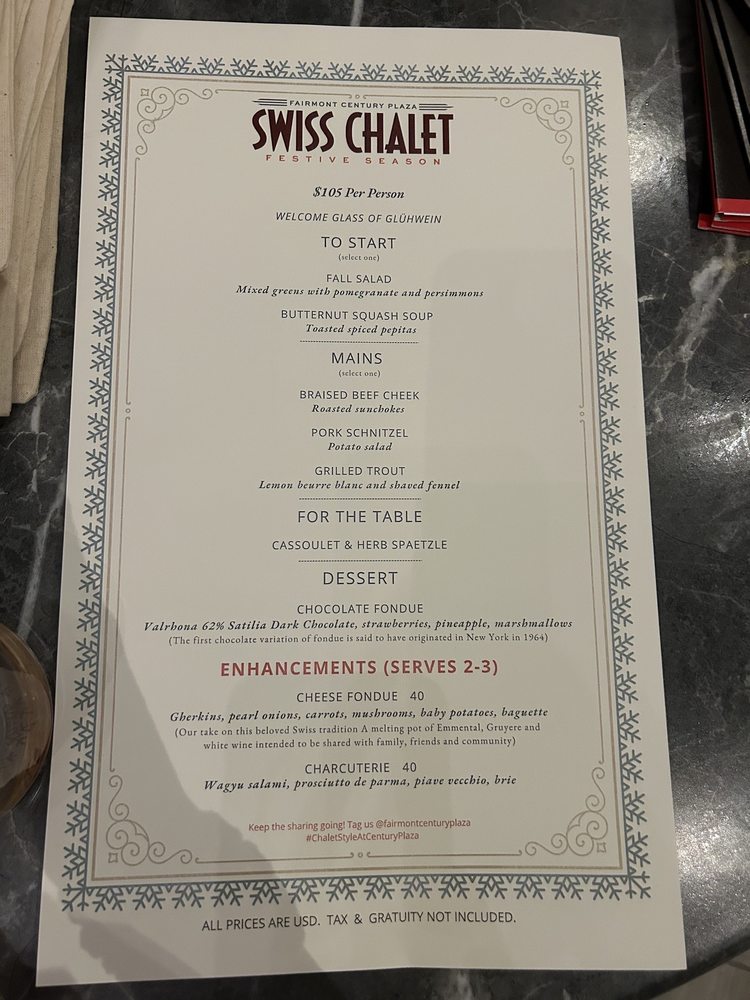 FAIRMONT CENTURY PLAZA
SWISS CHALET
FESTIVE SEASON
$105 Per Person
WELCOME GLASS OF GLÜHWEIN
TO START
(select one)
FALL SALAD
Mixed greens with pomegranate and persimmons
BUTTERNUT SQUASH SOUP
Toasted spiced pepitas
MAINS
(select one)
BRAISED BEEF CHEEK
Roasted sunchokes
PORK SCHNITZEL
Potato salad
GRILLED TROUT
Lemon beurre blanc and shaved fennel
FOR THE TABLE
CASSOULET & HERB SPAETZLE
DESSERT
CHOCOLATE FONDUE
Valrhona 62% Satilia Dark Chocolate, strawberries, pineapple, marshmallows
(The first chocolate variation of fondue is said to have originated in New York in 1964)
ENHANCEMENTS (SERVES 2-3)
CHEESE FONDUE 40
Gherkins, pearl onions, carrots, mushrooms, baby potatoes, baguette
(Our take on this beloved Swiss tradition A melting pot of Emmental, Gruyere and
white wine intended to be shared with family, friends and community)
CHARCUTERIE 40
Wagyu salami, prosciutto de parma, piave vecchio, brie
Keep the sharing going! Tag us @fairmontcenturyplaza
#ChaletStyleAtCenturyPlaza
ALL PRICES ARE USD. TAX & GRATUITY NOT INCLUDED.